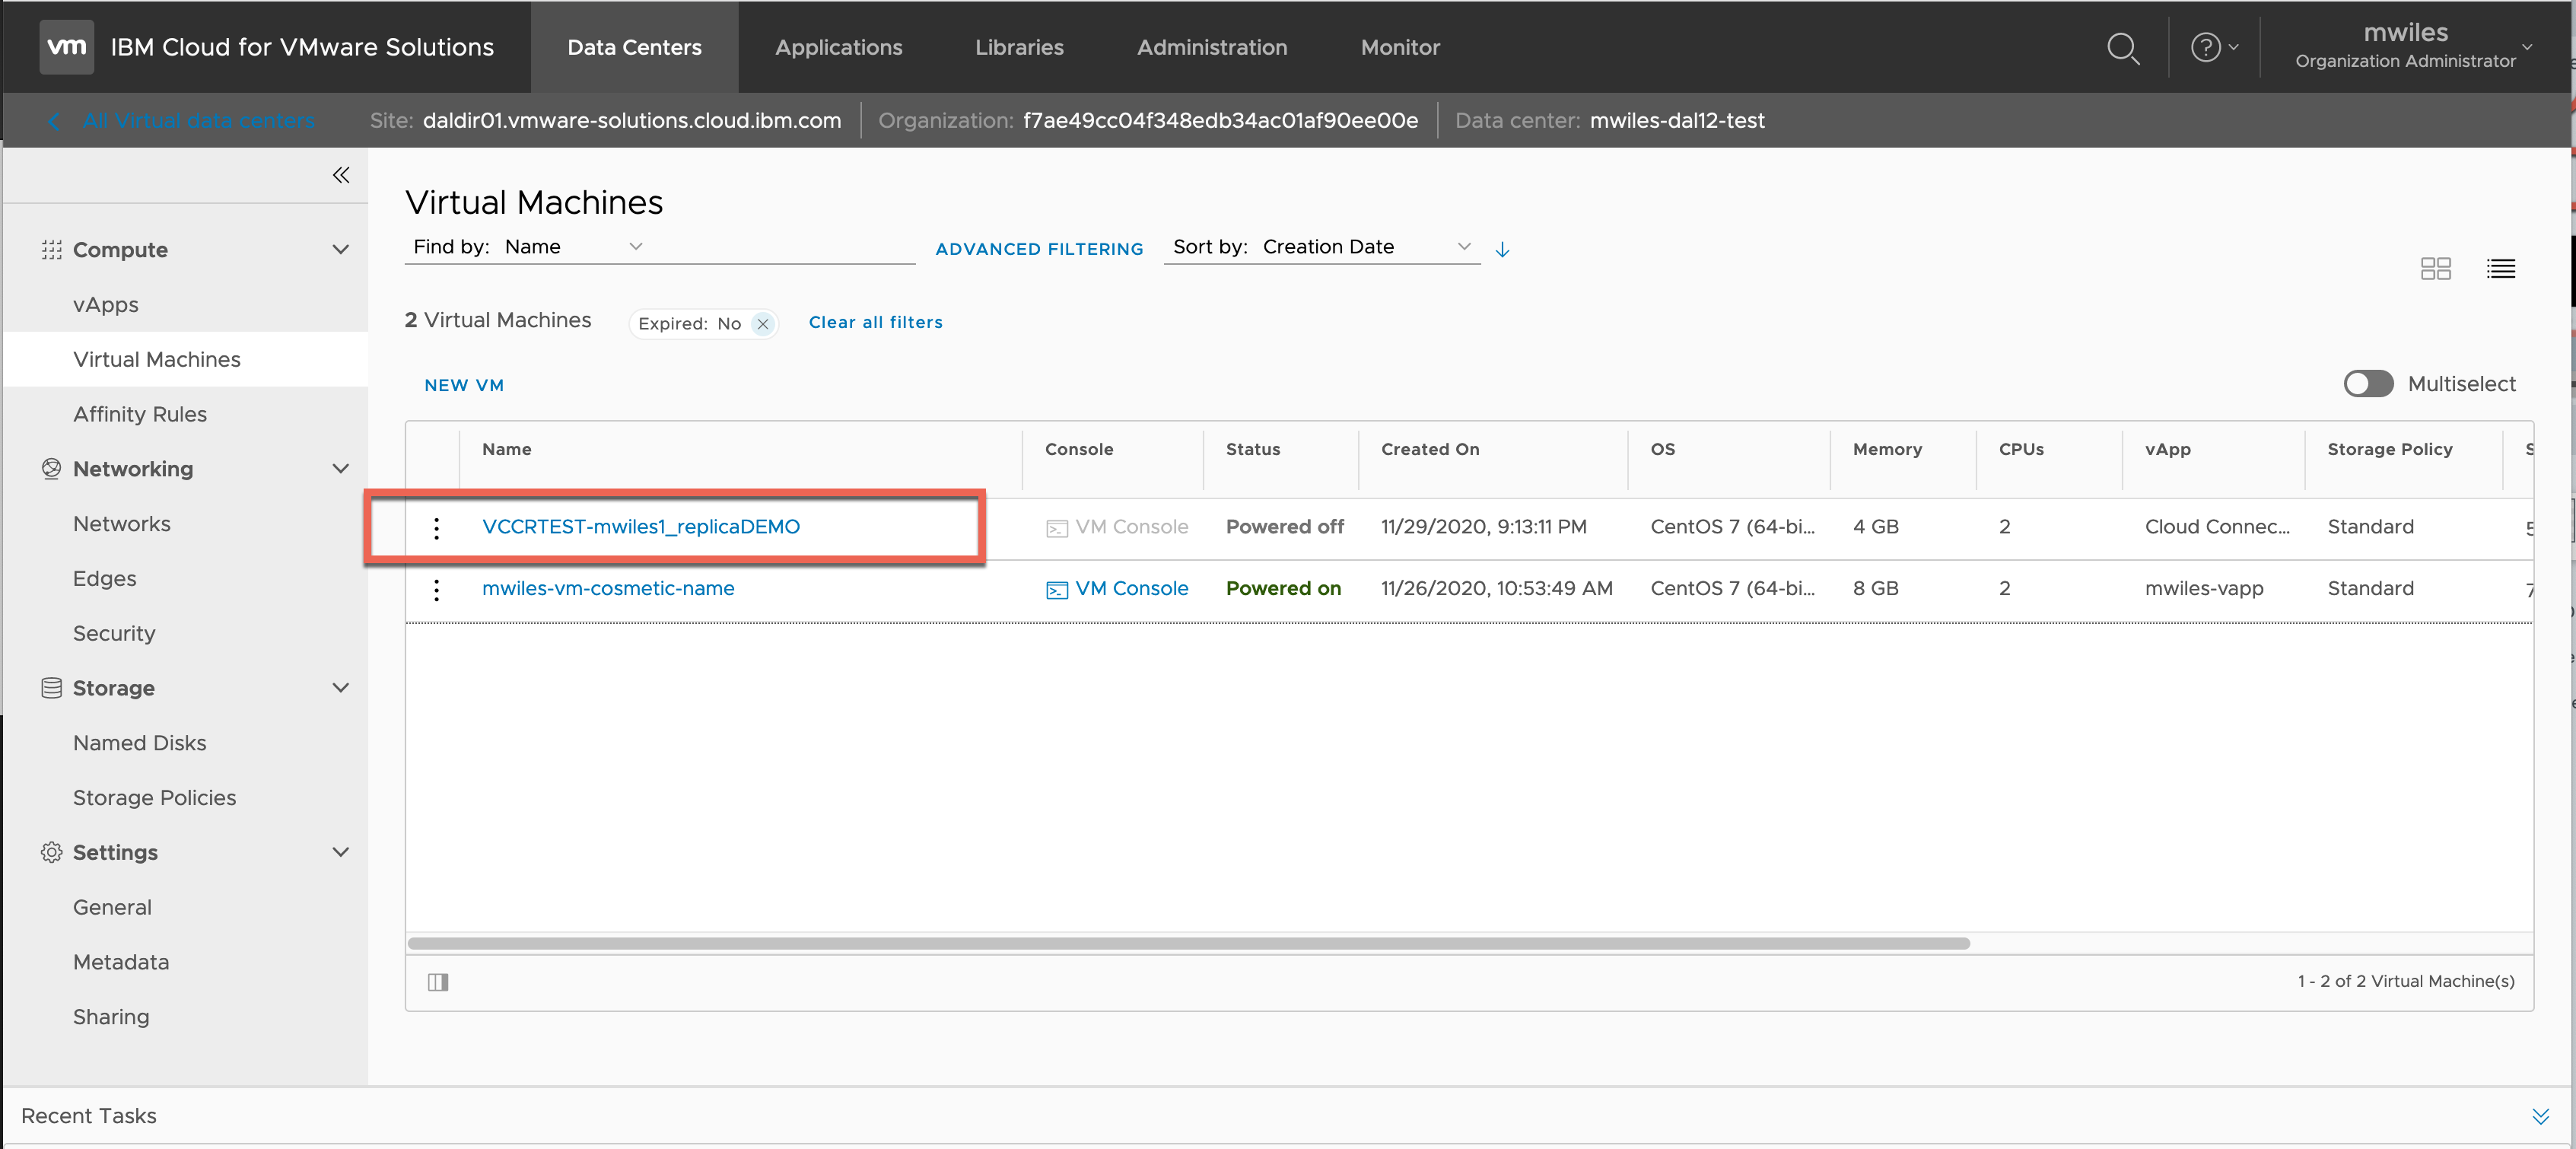 vm IBM Cloud for VMware Solutions Data Centers Applications Libraries Administration Monitor mwiles
Organization Administrator
All Virtual data centers Site: daldir01.vmware-solutions.cloud.ibm.com Organization: f7ae49cc04f348edb34ac01af90ee00e Data center: mwiles-dal12-test
Virtual Machines
Find by: Name ADVANCED FILTERING Sort by: Creation Date
2 Virtual Machines Expired: No Clear all filters
NEW VM Multiselect
Compute
vApps
Virtual Machines
Affinity Rules
Networking
Networks
Edges
Security
Storage
Named Disks
Storage Policies
Settings
General
Metadata
Sharing
Name Console Status Created On OS Memory CPUs vApp Storage Policy
VCCRTEST-mwiles1_replicaDEMO VM Console Powered off 11/29/2020, 9:13:11 PM CentOS 7 (64-bi... 4 GB 2 Cloud Connec... Standard
mwiles-vm-cosmetic-name VM Console Powered on 11/26/2020, 10:53:49 AM CentOS 7 (64-bi... 8 GB 2 mwiles-vapp Standard
1 - 2 of 2 Virtual Machine(s)
Recent Tasks